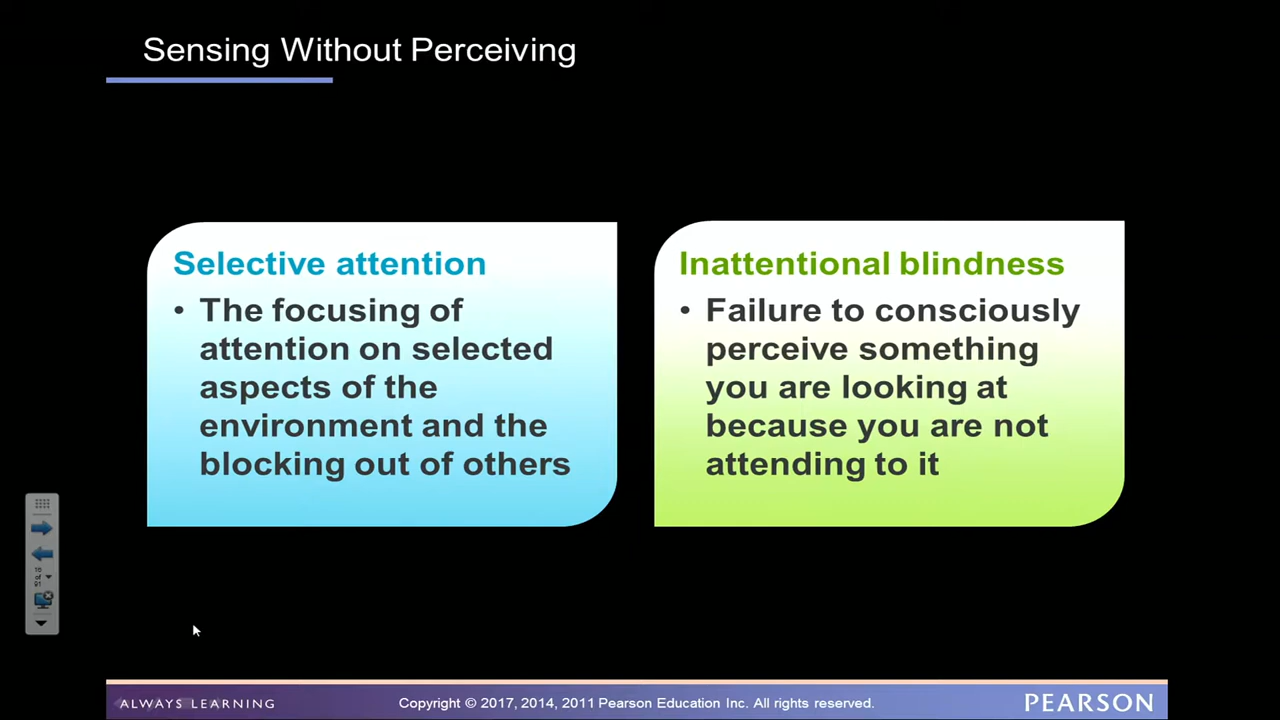 Sensing Without Perceiving
Selective attention
• The focusing of
attention on selected
aspects of the
environment and the
blocking out of others
Inattentional blindness
• Failure to consciously
perceive something
you are looking at
because you are not
attending to it
of
91
ALWAYS LEARNING
Copyright © 2017, 2014, 2011 Pearson Education Inc. All rights reserved.
PEARSON